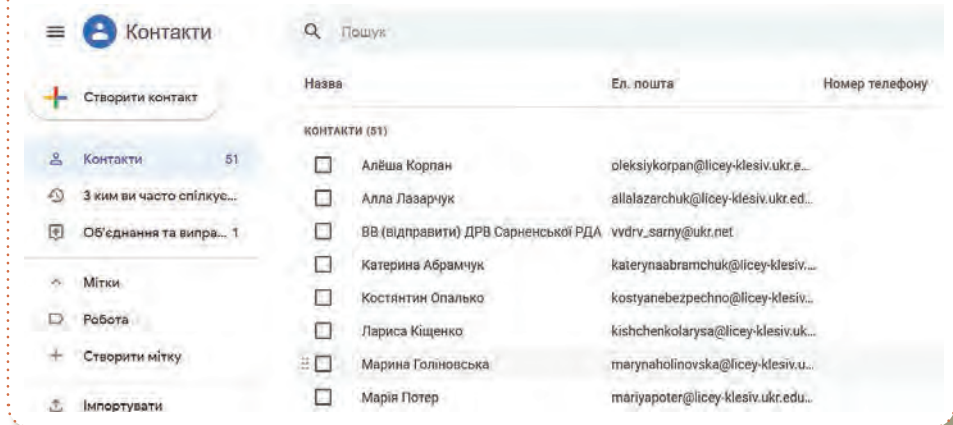 Контакти
Пошук
Створити контакт
Назва Ел. пошта Номер телефону
КОНТАКТИ (51)
Контакти 51
З ким ви часто спілкує...
Об'єднання та випра... 1
Мітки
Робота
Створити мітку
Імпортувати
Алёша Корпан oleksiykorpan@licey-klesiv.ukr.e...
Алла Лазарчук allalazarchuk@licey-klesiv.ukr.ed...
ВВ (відправити) ДРВ Сарненської РДА vvdrv_sarny@ukr.net
Катерина Абрамчук katerynaabramchuk@licey-klesiv....
Костянтин Опалько kostyanebezpechno@licey-klesiv...
Лариса Кіщенко kishchenkolarysa@licey-klesiv.uk...
Марина Голіновська marynaholinovska@licey-klesiv.u...
Марія Потер mariyapoter@licey-klesiv.ukr.edu...